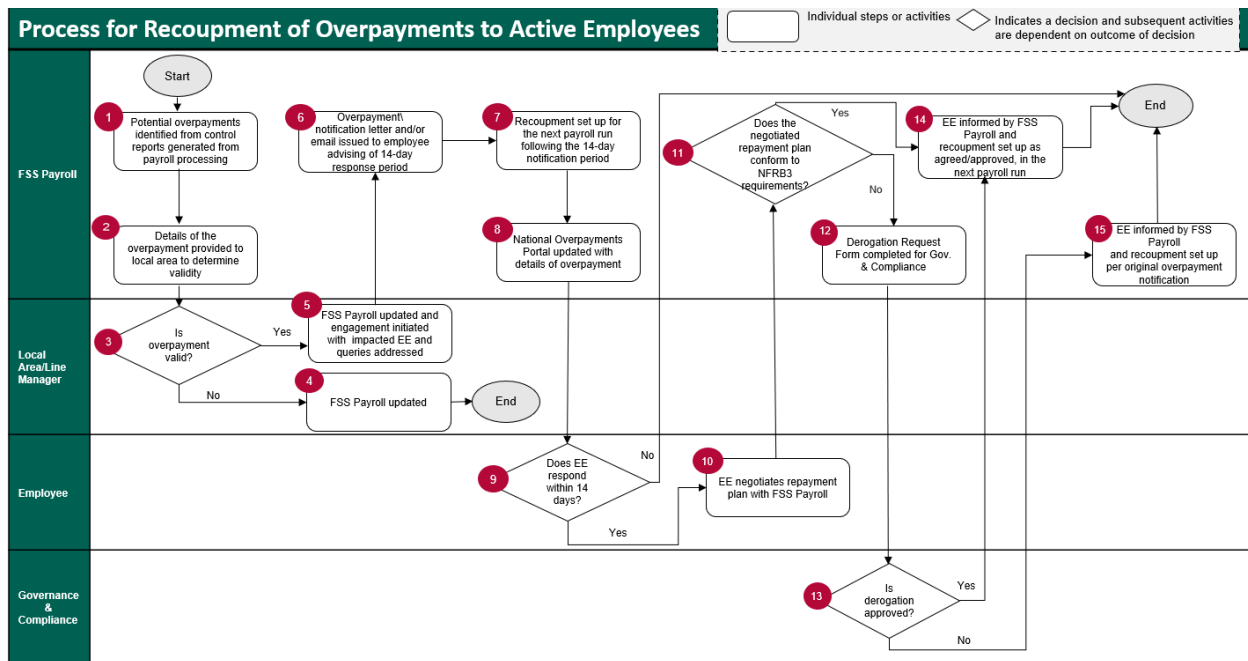 Process for Recoupment of Overpayments to Active Employees
Individual steps or activities
Indicates a decision and subsequent activities
are dependent on outcome of decision
FSS Payroll
Start
1
Potential overpayments
identified from control
reports generated from
payroll processing
2
Details of the
overpayment provided to
local area to determine
validity
6
Overpayment\
notification letter and/or
email issued to employee
advising of 14-day
response period
7
Recoupment set up for
the next payroll run
following the 14-day
notification period
8
National Overpayments
Portal updated with
details of overpayment
11
Does the
negotiated
repayment plan
conform to
NFRB3
requirements?
Yes
No
12
Derogation Request
Form completed for Gov.
& Compliance
14
EE informed by FSS
Payroll and
recoupment set up as
agreed/approved, in
the next payroll run
End
15
EE informed by FSS
Payroll
and recoupment set up
per original overpayment
notification
Local
Area/Line
Manager
3
Is
overpayment
valid?
Yes
No
5
FSS Payroll updated and
engagement initiated
with impacted EE and
queries addressed
4
FSS Payroll updated
End
Employee
9
Does EE
respond
within 14
days?
No
Yes
10
EE negotiates repayment
plan with FSS Payroll
Governance
&
Compliance
13
Is
derogation
approved?
Yes
No